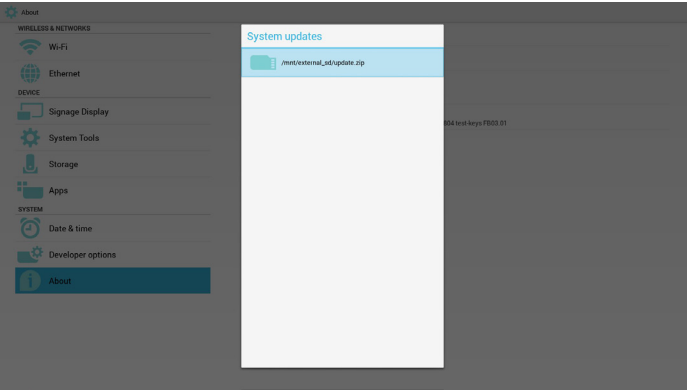 About
WIRELESS & NETWORKS
Wi-Fi
Ethernet
DEVICE
Signage Display
System Tools
Storage
Apps
SYSTEM
Date & time
Developer options
About
System updates
/mnt/external_sd/update.zip
test-keys FB03.01